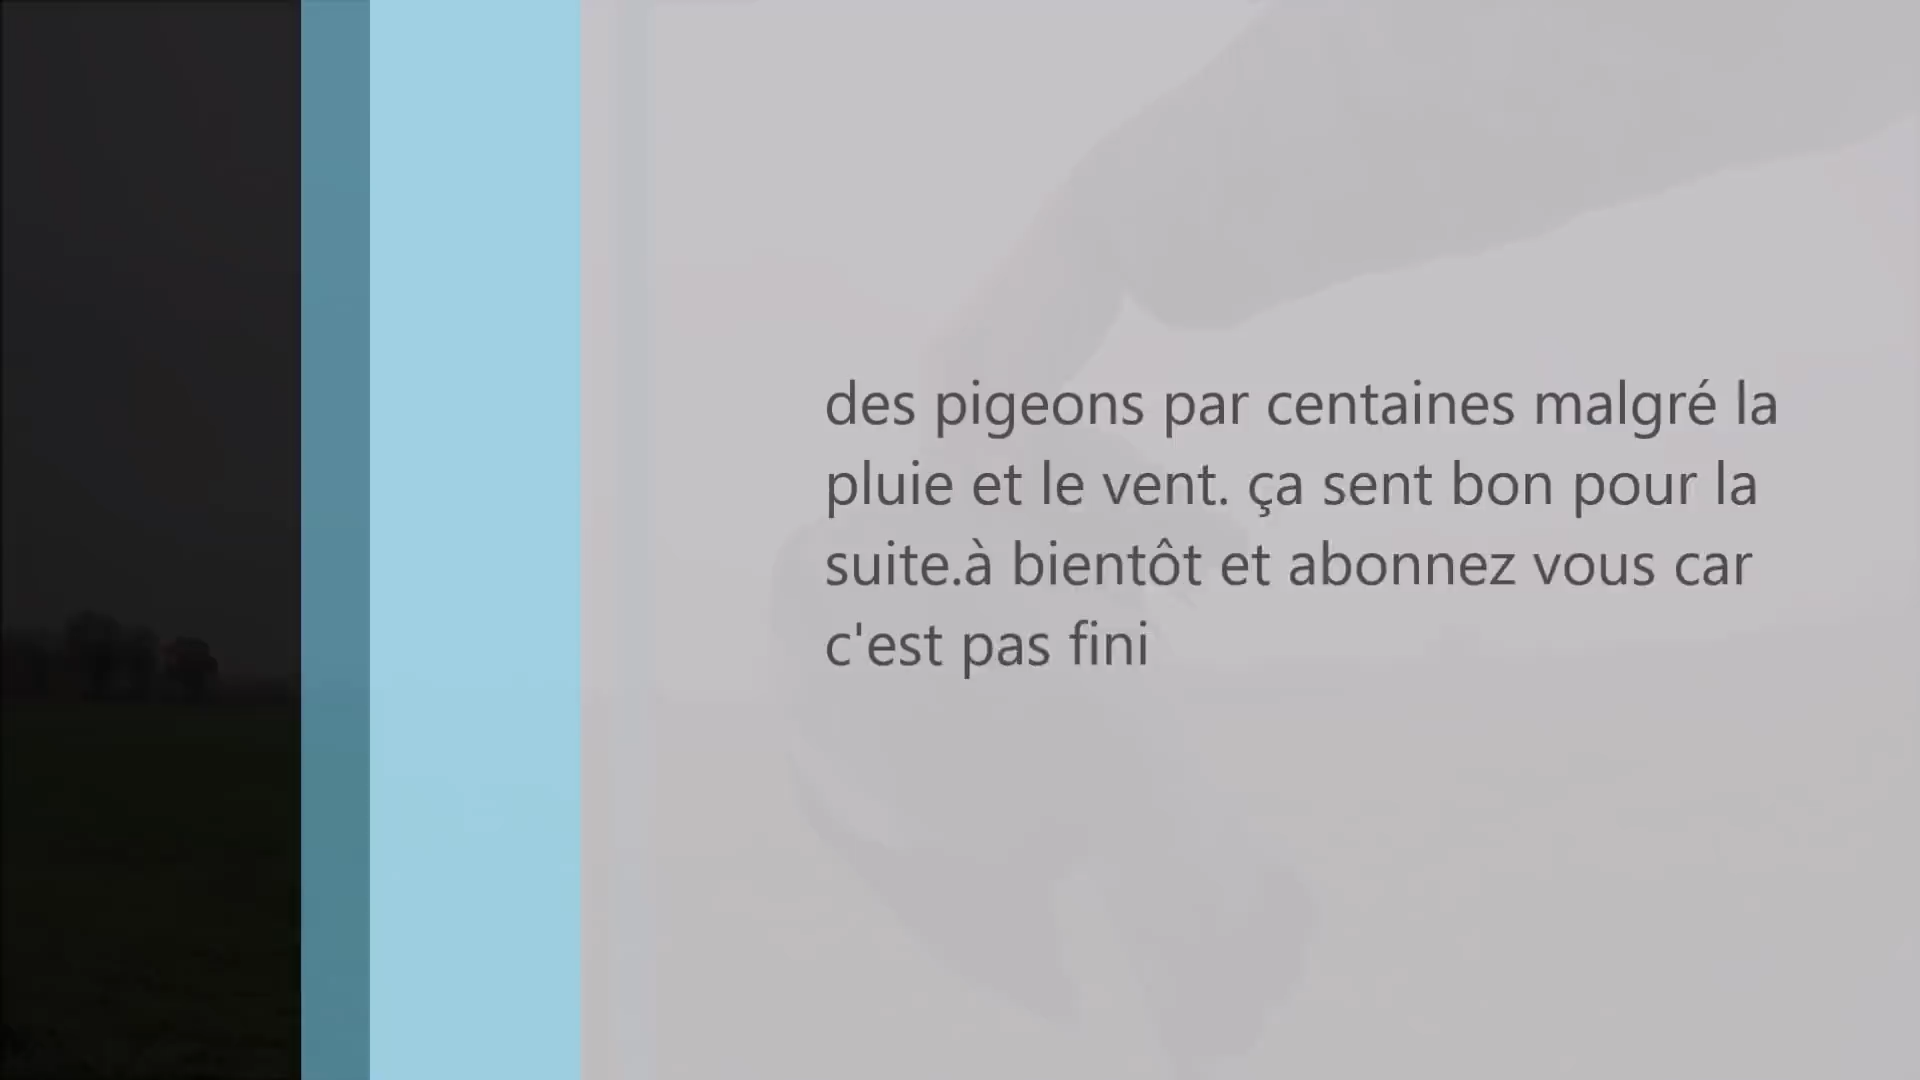 des pigeons par centaines malgré la
pluie et le vent. ça sent bon pour la
suite.à bientôt et abonnez vous car
c'est pas fini